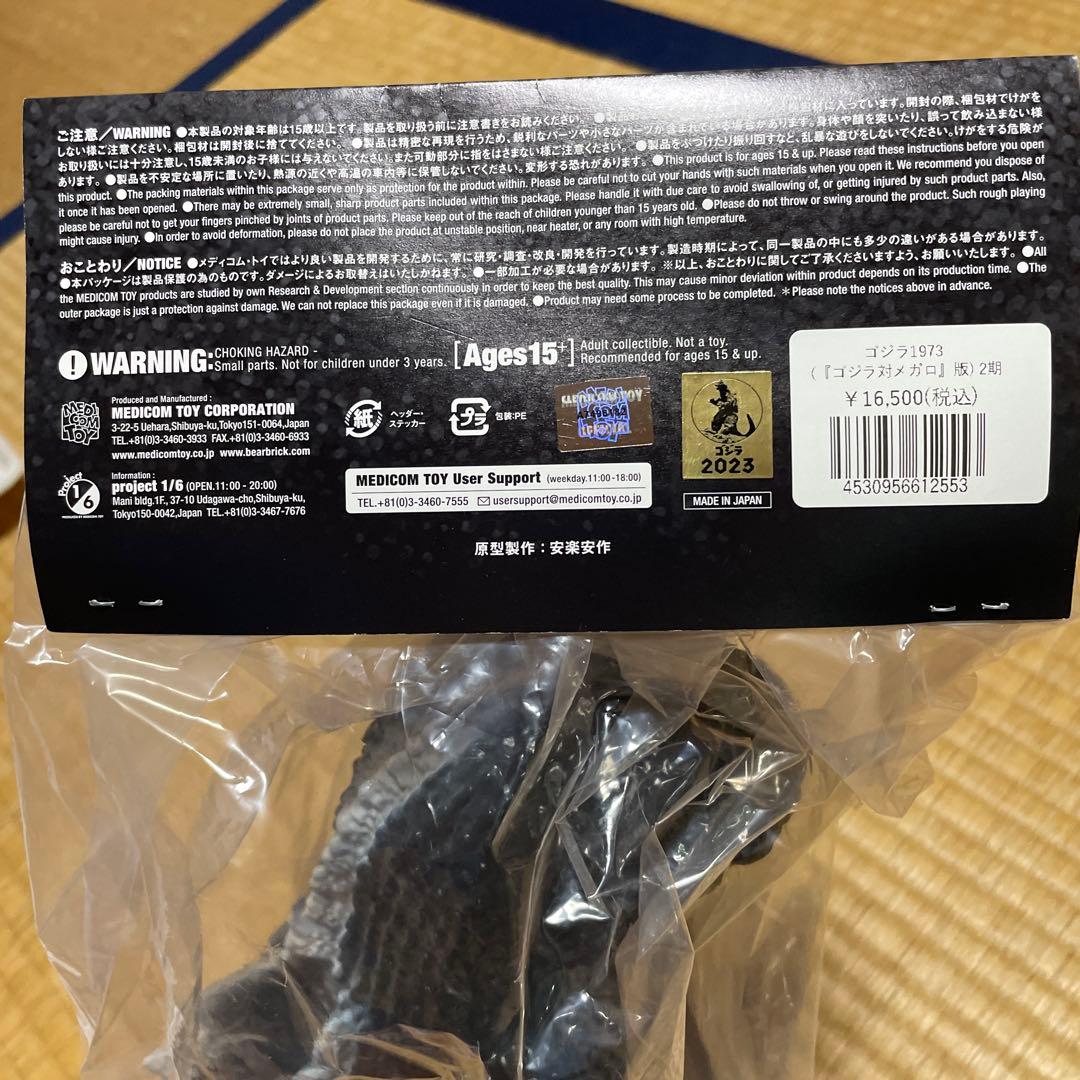 ご注意/WARNING ●本製品の対象年齢は15歳以上です。製品を取り扱う前に注意書きをお読みください。●製品 材に入っています。開封の際、梱包材でけがを
しない様ご注意ください。梱包材は開封後に捨ててください。●製品は精密な再現を行うため、鋭利なパーツや小さなパーツが含まれている場合があります。身体や顔を突いたり、誤って飲み込まない様
お取り扱いには十分注意し、15歳未満のお子様には与えないでください。また可動部分に指をはさまない様ご注意ください。●製品をぶつけたり振り回すなど、乱暴な遊びをしないでください。けがをする危険が
あります。●製品を不安定な場所に置いたり、熱源の近くや高温の車内等に保管しないでください。変形する恐れがあります。●This product is for ages 15 & up. Please read these instructions before you open
it. ●The packing materials within this package serve only as protection for the product within. Please be careful not to cut your hands with such materials when you open it. We recommend you dispose of
it once it has been opened. ●There may be extremely small, sharp product parts included within this package. Please handle it with due care to avoid swallowing of, or getting injured by such product parts. Also,
please be careful not to get your fingers pinched by joints of product parts. Please keep out of the reach of children younger than 15 years old. ●Please do not throw or swing around the product. Such rough playing
might cause injury. ●In order to avoid deformation, please do not place the product at unstable position, near heater, or any room with high temperature.
おことわり/NOTICE ●メディコム・トイではより良い製品を開発するために、常に研究・調査・改良・開発を行っています。製造時期によって、同一製品の中にも多少の違いがある場合があります。
●本パッケージは製品保護の為のものです。ダメージによるお取替えはいたしかねます。●一部加工が必要な場合があります。※以上、おことわりに関してご了承くださいますよう、お願いいたします。●All
the MEDICOM TOY products are studied by own Research & Development section continuously in order to keep the best quality. This may cause minor deviation within product depends on its production time. ●The
outer package is just a protection against damage. We can not replace this package even if it is damaged. ●Product may need some process to be completed. *Please note the notices above in advance.
WARNING: CHOKING HAZARD -
Small parts. Not for children under 3 years.
[Ages15+]
Adult collectible. Not a toy.
Recommended for ages 15 & up.
MEDI
COM
TOY
Produced and Manufactured :
MEDICOM TOY CORPORATION
3-22-5 Uehara,Shibuya-ku,Tokyo151-0064,Japan
TEL.+81(0)3-3460-3933 FAX.+81(0)3-3460-6933
www.medicomtoy.co.jp www.bearbrick.com
紙 ヘッダー・
ステッカー
プラ 包装:PE
MEDICOM TOY
ゴジラ
2023
MADE IN JAPAN
Project
1/6
PRODUCED BY MEDICOM TOY
Information :
project 1/6 (OPEN.11:00 - 20:00)
Mani bldg.1F., 37-10 Udagawa-cho,Shibuya-ku,
Tokyo150-0042,Japan TEL.+81(0)3-3467-7676
MEDICOM TOY User Support (weekday.11:00-18:00)
TEL.+81(0)3-3460-7555 usersupport@medicomtoy.co.jp
ゴジラ1973
(『ゴジラ対メガロ』版)2期
¥16,500(税込)
4530956612553
原型製作:安楽安作